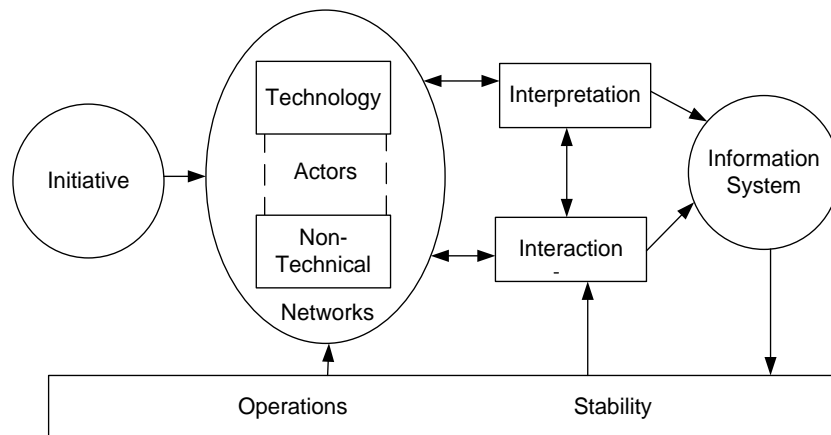 Initiative
Technology
Actors
Non-
Technical
Networks
Interpretation
Interaction
Information
System
Operations
Stability